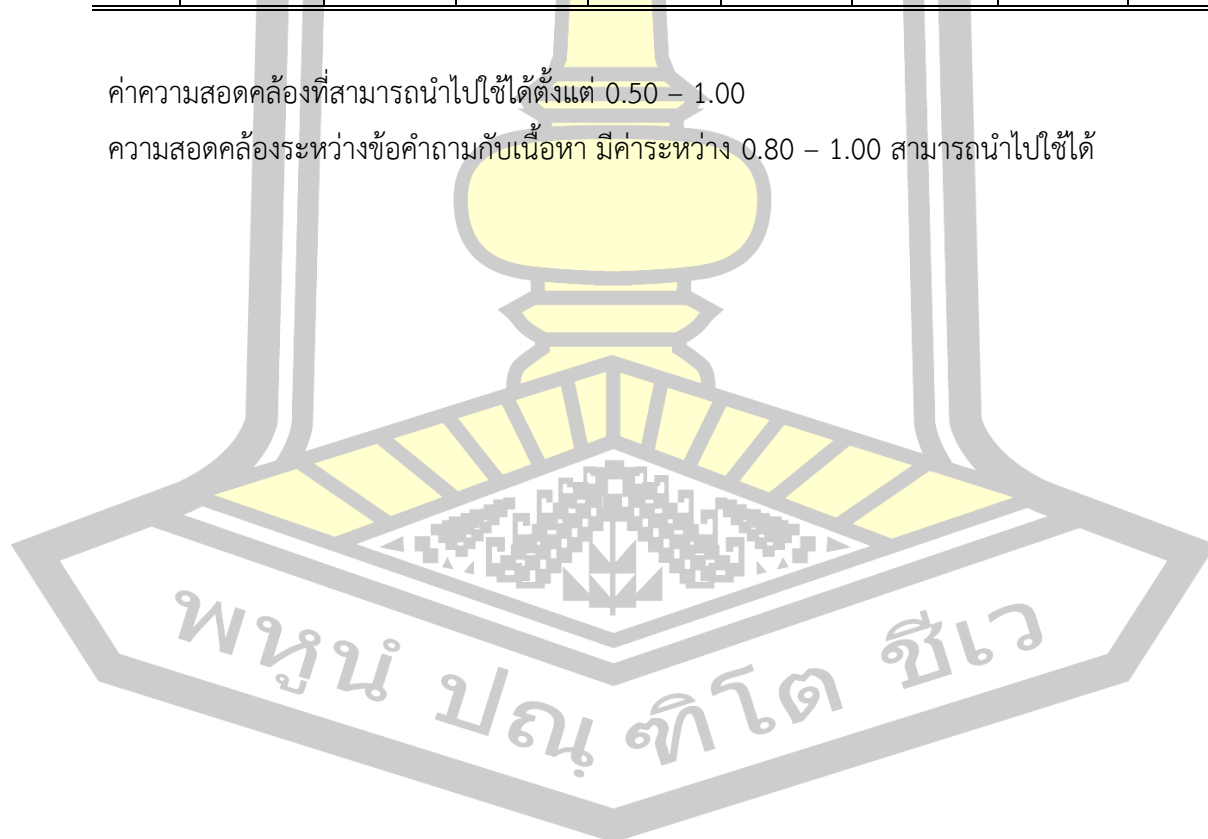 ค่าความสอดคล้องที่สามารถนำไปใช้ได้ตั้งแต่ 0.50 – 1.00
ความสอดคล้องระหว่างข้อคำถามกับเนื้อหา มีค่าระหว่าง 0.80 – 1.00 สามารถนำไปใช้ได้
พหูนํ ปณฺ ฑิโต ชีเว